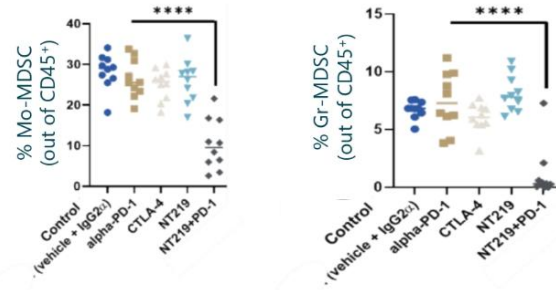 ****
% Mo-MDSC
(out of CD45⁺)
40
30
20
10
0
Control
(vehicle + IgG2α)
alpha-PD-1
CTLA-4
NT219
NT219+PD-1
****
% Gr-MDSC
(out of CD45⁺)
15
10
5
0
Control
. (vehicle + IgG2α)
alpha-PD-1
CTLA-4
NT219
NT219+PD-1